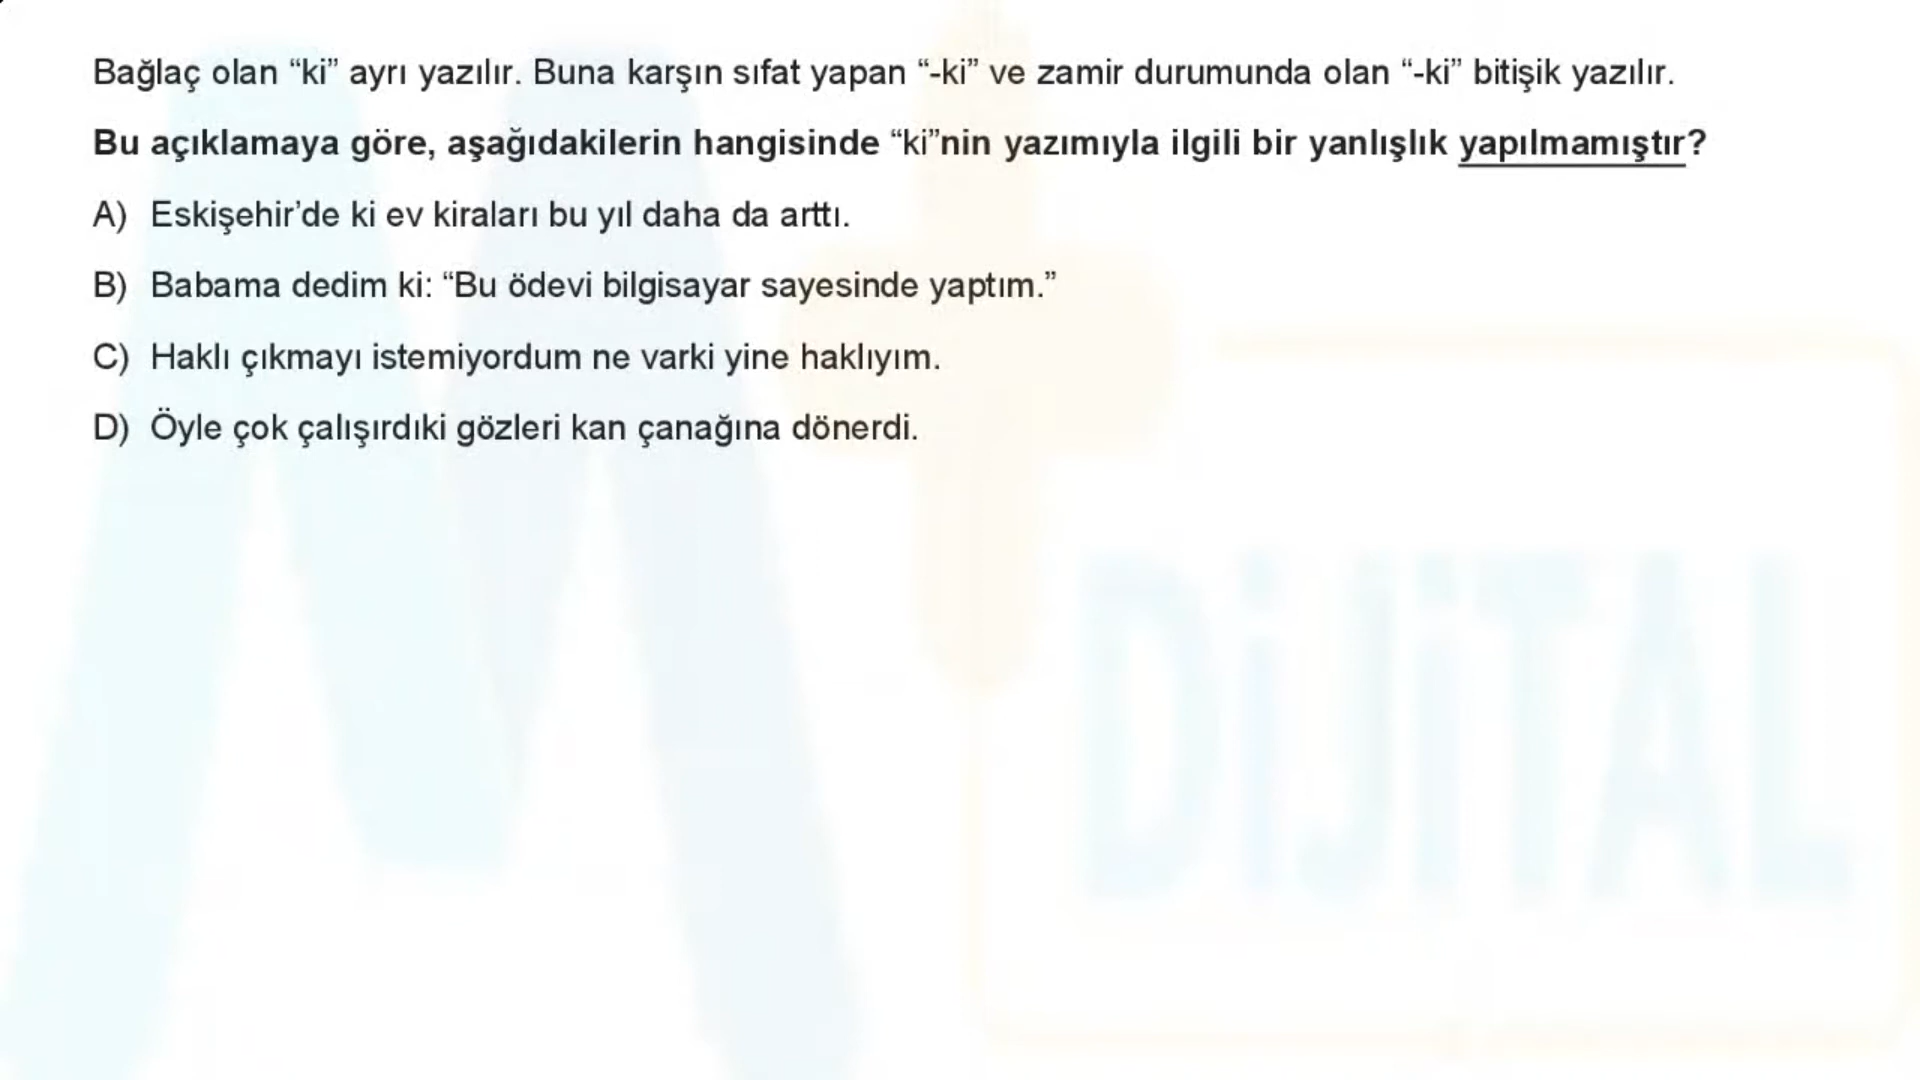 Bağlaç olan “ki” ayrı yazılır. Buna karşın sıfat yapan “-ki” ve zamir durumunda olan “-ki” bitişik yazılır.
Bu açıklamaya göre, aşağıdakilerin hangisinde “ki”nin yazımıyla ilgili bir yanlışlık yapılmamıştır?
A) Eskişehir’de ki ev kiraları bu yıl daha da arttı.
B) Babama dedim ki: “Bu ödevi bilgisayar sayesinde yaptım.”
C) Haklı çıkmayı istemiyordum ne varki yine haklıyım.
D) Öyle çok çalışırdıki gözleri kan çanağına dönerdi.
DİJİTAL